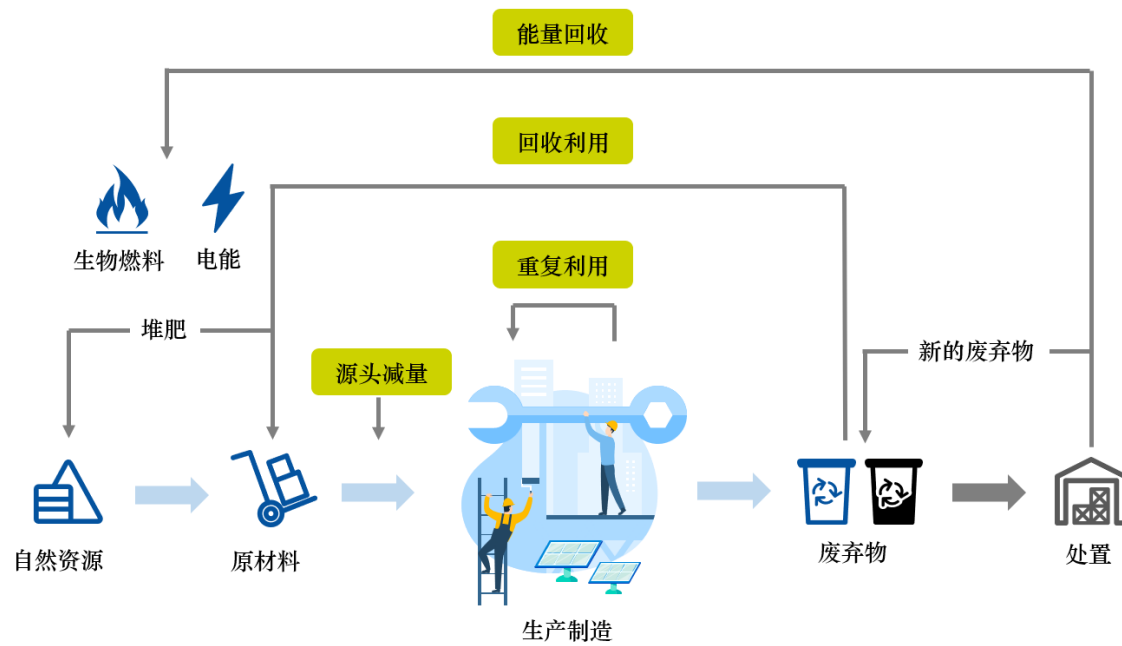 能量回收
回收利用
生物燃料
电能
重复利用
堆肥
新的废弃物
源头减量
自然资源
原材料
废弃物
处置
生产制造